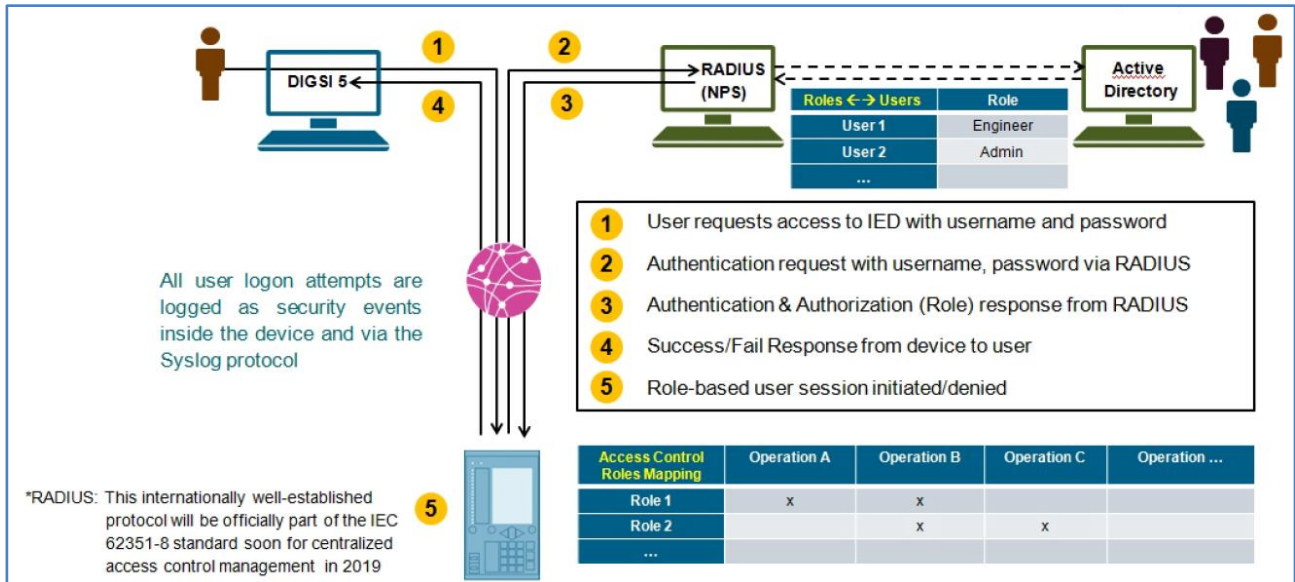 1
2
DIGSI 5
4
3
RADIUS
(NPS)
Active
Directory
Roles ←→ Users Role
User 1 Engineer
User 2 Admin
...
1 User requests access to IED with username and password
2 Authentication request with username, password via RADIUS
3 Authentication & Authorization (Role) response from RADIUS
4 Success/Fail Response from device to user
5 Role-based user session initiated/denied
All user logon attempts are
logged as security events
inside the device and via the
Syslog protocol
*RADIUS: This internationally well-established
protocol will be officially part of the IEC
62351-8 standard soon for centralized
access control management in 2019
5
Access Control
Roles Mapping Operation A Operation B Operation C Operation ...
Role 1 x x
Role 2 x x
...